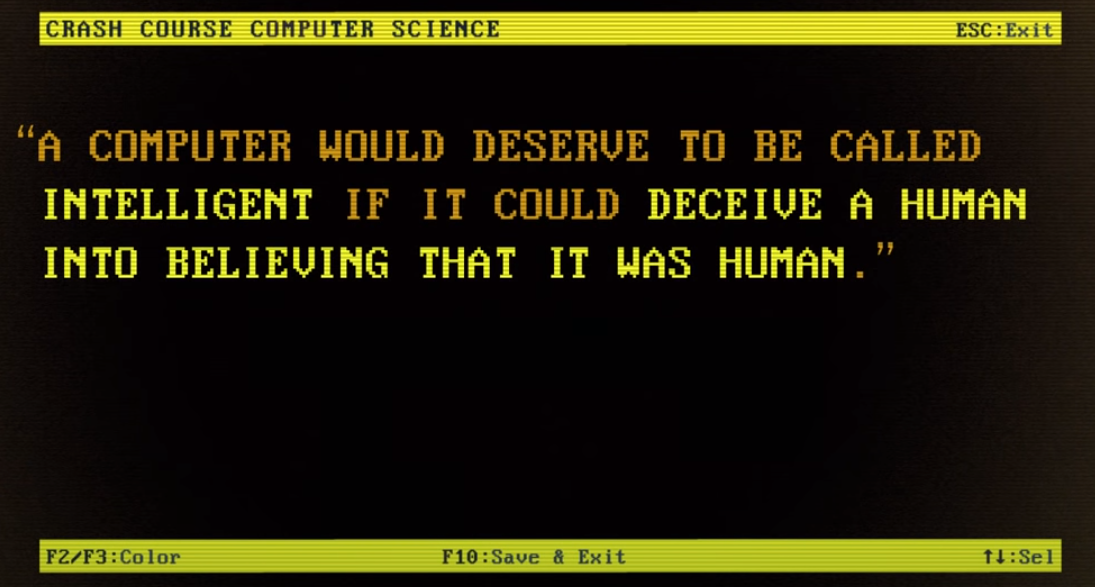 CRASH COURSE COMPUTER SCIENCE ESC:Exit
“A COMPUTER WOULD DESERVE TO BE CALLED
INTELLIGENT IF IT COULD DECEIVE A HUMAN
INTO BELIEVING THAT IT WAS HUMAN.”
F2/F3:Color F10:Save & Exit ↑↓:Sel